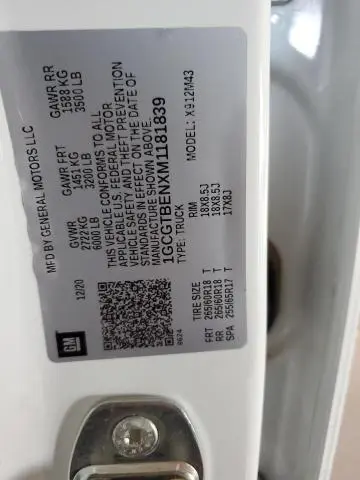 MFD BY GENERAL MOTORS LLC
12/20
GVWR
2722 KG
6000 LB
GAWR FRT
1451 KG
3200 LB
GAWR RR
1588 KG
3500 LB
THIS VEHICLE CONFORMS TO ALL
APPLICABLE U.S. FEDERAL MOTOR
VEHICLE SAFETY AND THEFT PREVENTION
STANDARDS IN EFFECT ON THE DATE OF
MANUFACTURE SHOWN ABOVE.
1GCGTBENXM1181839
TYPE: TRUCK
MODEL: X912M43
TIRE SIZE RIM
FRT 265/60R18 T 18X8.5J
RR 265/60R18 T 18X8.5J
SPA 255/65R17 T 17X8J
8624
GM